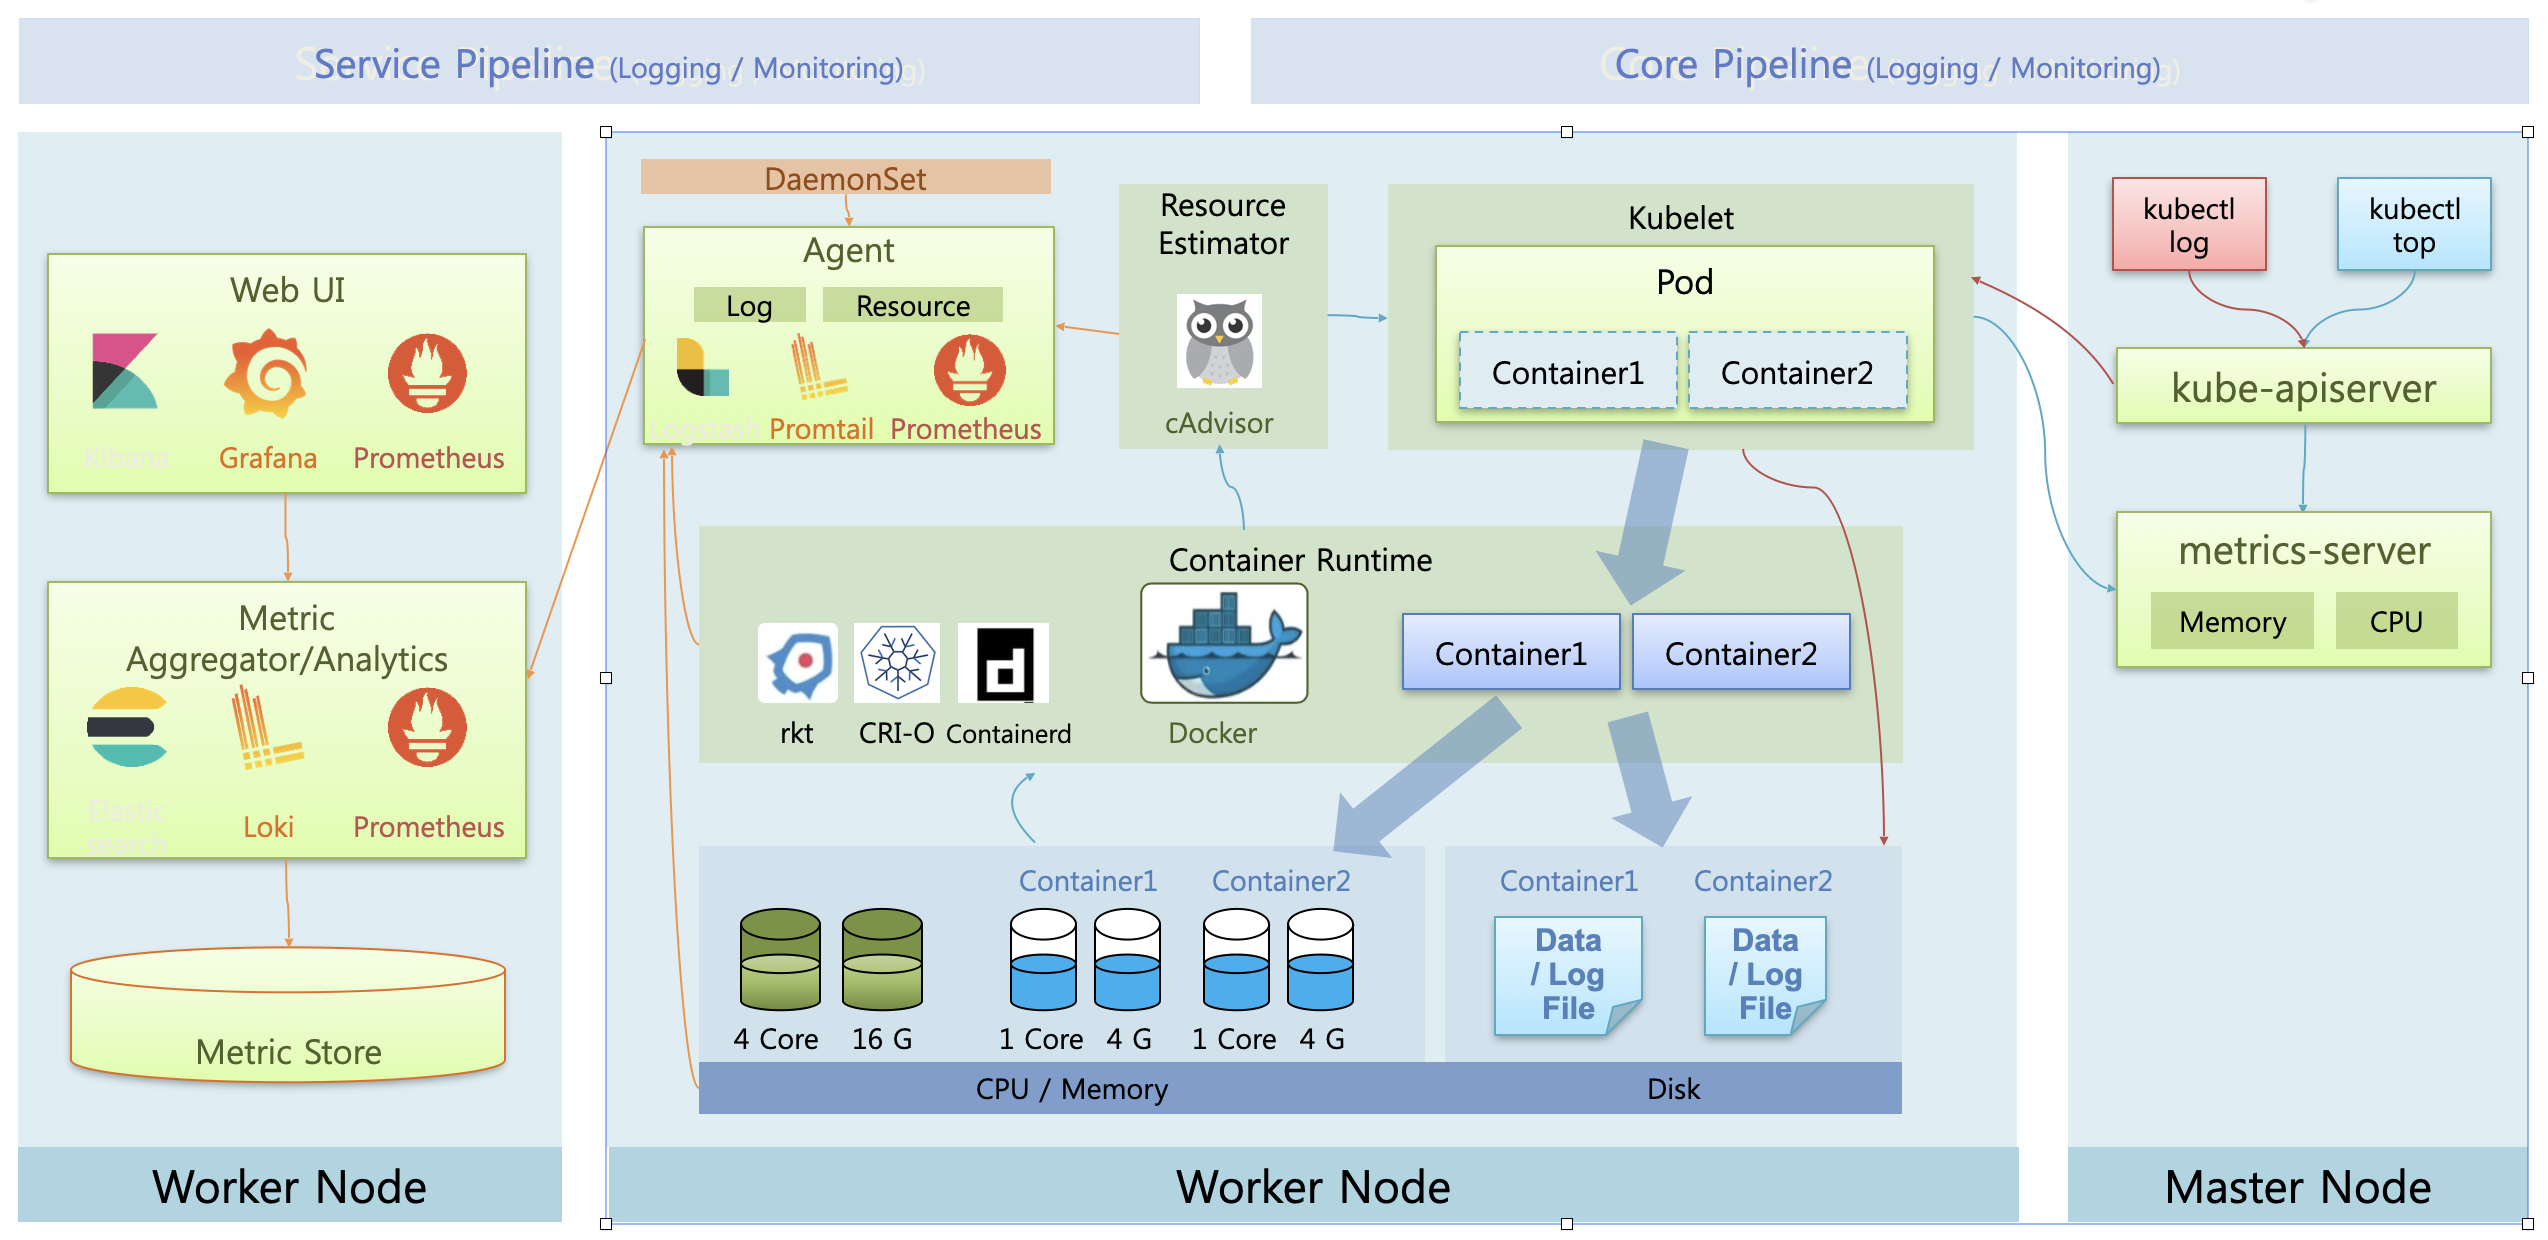 Service Pipeline (Logging / Monitoring)
Core Pipeline (Logging / Monitoring)
Web UI
Kibana
Grafana
Prometheus
Metric
Aggregator/Analytics
Elastic
search
Loki
Prometheus
Metric Store
Worker Node
DaemonSet
Agent
Log
Resource
Logstash
Promtail
Prometheus
Resource
Estimator
cAdvisor
Kubelet
Pod
Container1
Container2
Container Runtime
rkt
CRI-O
Containerd
Docker
Container1
Container2
Container1
Container2
4 Core
16 G
1 Core
4 G
1 Core
4 G
CPU / Memory
Container1
Container2
Data
/ Log
File
Data
/ Log
File
Disk
Worker Node
kubectl
log
kubectl
top
kube-apiserver
metrics-server
Memory
CPU
Master Node